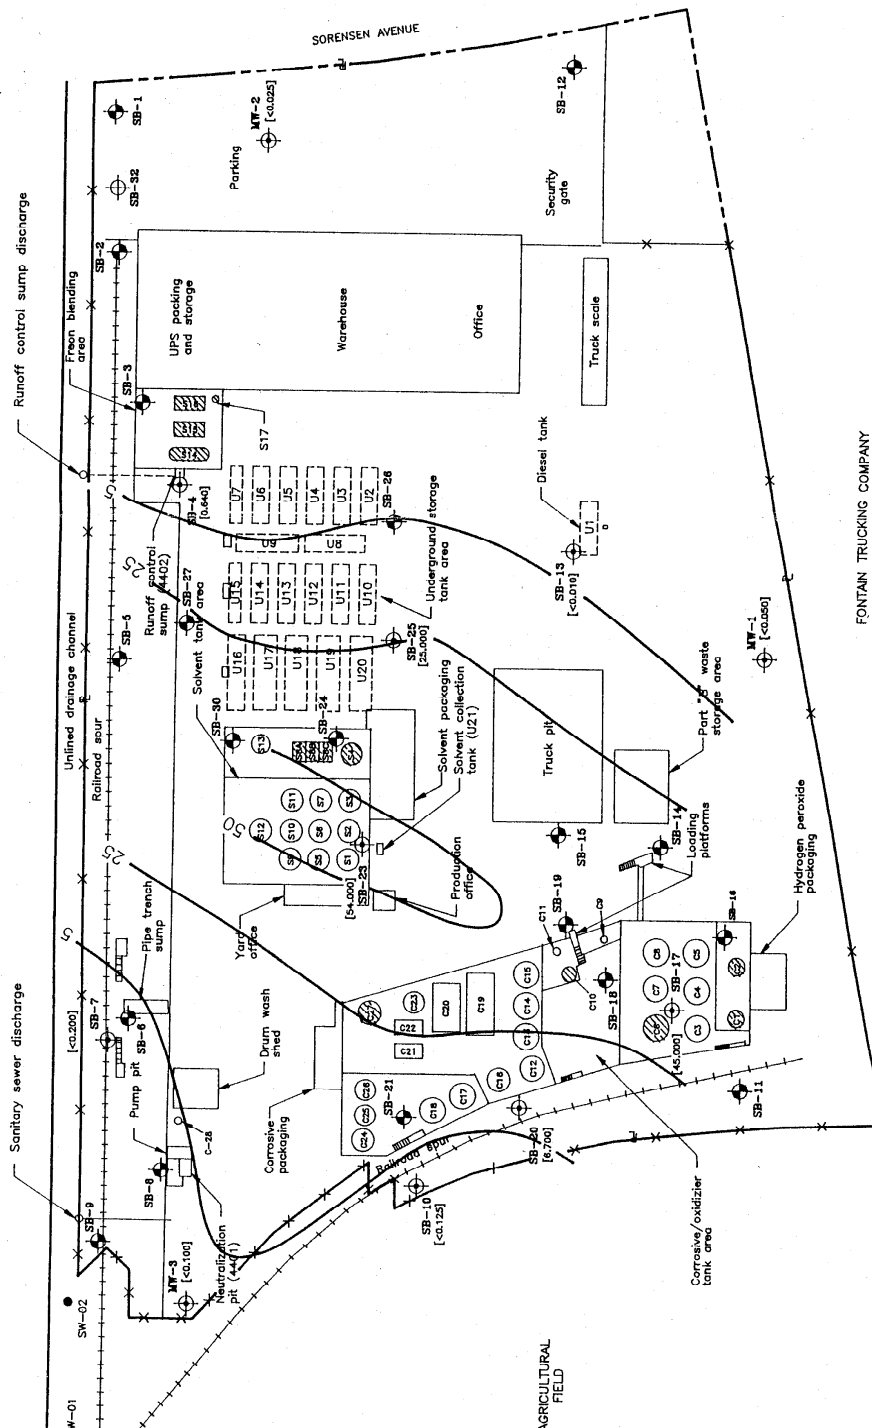 SORENSEN AVENUE
SB-12
MW-2
[<0.025]
SB-1
Parking
SB-32
Security
gate
Runoff control sump discharge
SB-2
Freon blending
area
UPS packing
and storage
Warehouse
Office
Truck scale
SB-3
S17
SB-4
[0.640]
5
U7
U6
U5
U4
U3
U2
SB-26
Diesel tank
U1
SB-13
[<0.010]
U9
U8
Underground storage
tank area
25
Runoff control
sump (4402)
SB-27
Solvent tank area
U15
U14
U13
U12
U11
U10
SB-25
[25.000]
U16
U17
U18
U19
U20
SB-5
Unlined drainage channel
Railroad spur
MW-1
[<0.050]
FONTAIN TRUCKING COMPANY
Part "B" waste
storage area
Truck pit
Solvent packaging
Solvent collection
tank (U21)
SB-30
SB-24
S13
S11
S7
S3
50
S12
S10
S6
S2
S9
S5
S1
SB-23
[54.000]
Production
office
Yard
office
SB-15
SB-14
Loading
platforms
Hydrogen peroxide
packaging
25
5
Pipe trench
sump
SB-7
[<0.200]
SB-6
Pump pit
Drum wash
shed
C-28
Sanitary sewer discharge
SB-19
C11
C9
C10
SB-18
SB-16
SB-17
[45.000]
C8
C5
C7
C4
C6
C3
C2
C1
C15
C14
C13
C12
C23
C20
C19
C22
C21
C16
C17
C18
C26
C25
C24
SB-21
Corrosive
packaging
SB-11
SB-20
[6.700]
Railroad spur
SB-10
[<0.125]
Corrosive/oxidizier
tank area
SB-8
SB-9
Neutralization
pit (4401)
MW-3
[<0.100]
SW-02
W-01
AGRICULTURAL
FIELD